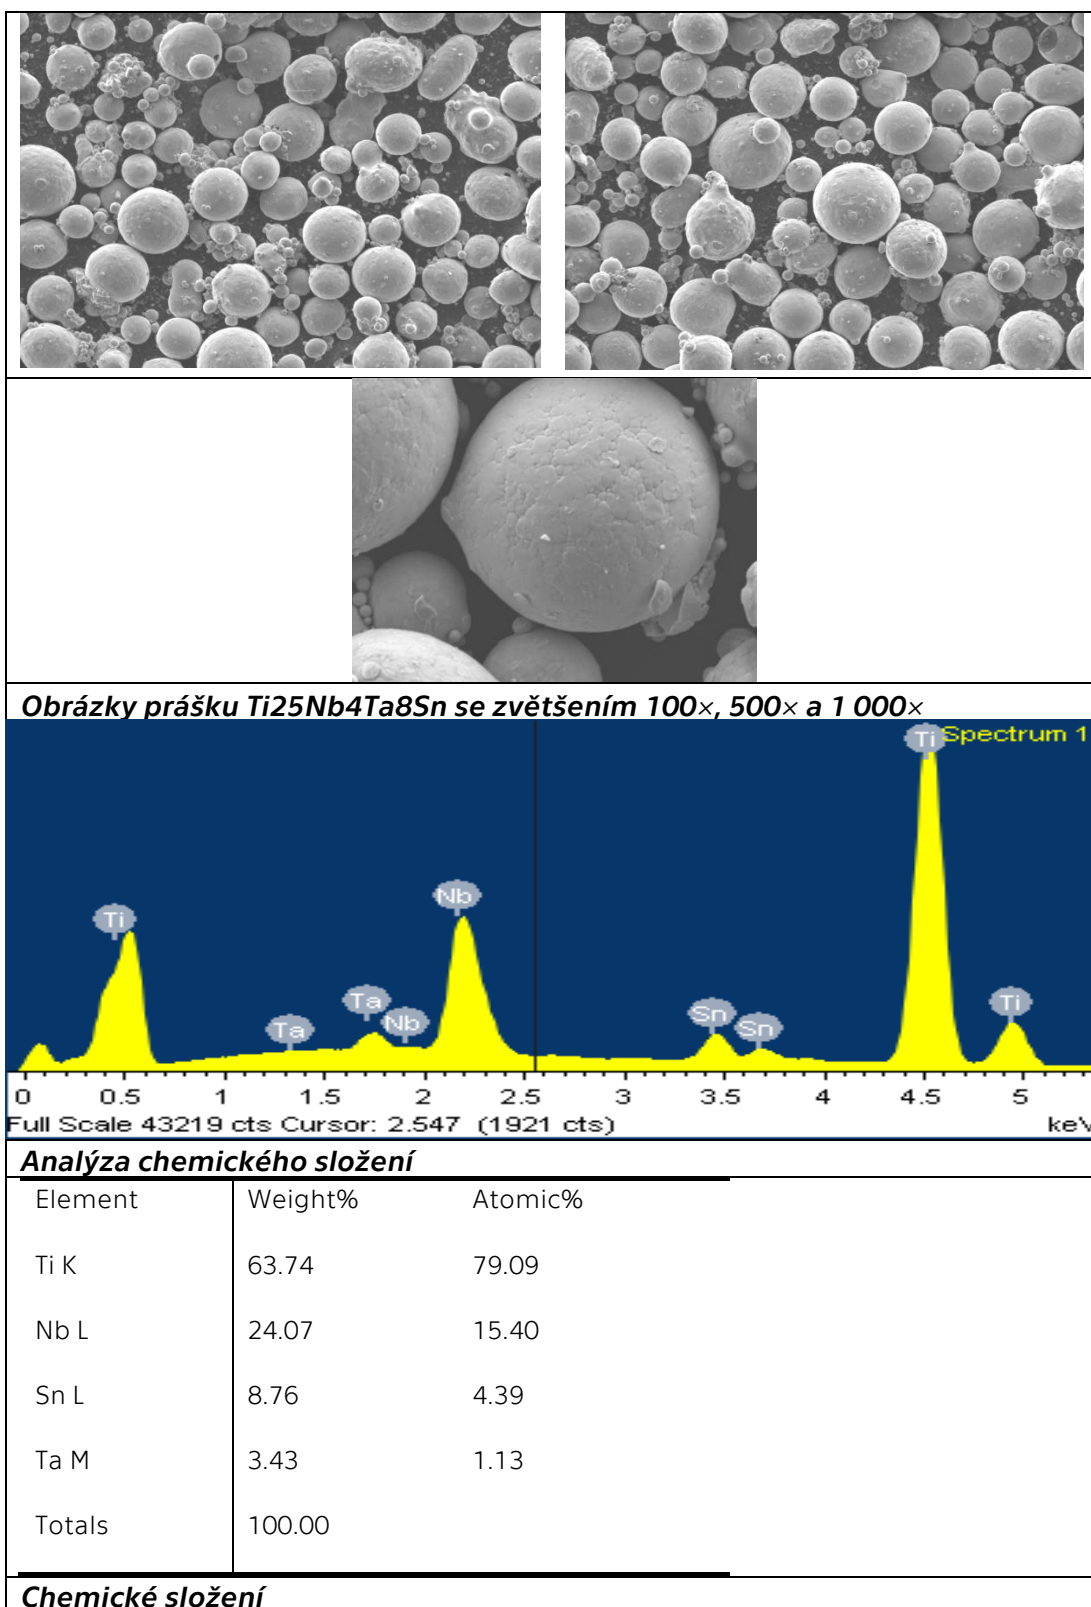 Obrázky prášku Ti25Nb4Ta8Sn se zvětšením 100×, 500× a 1 000×
Ti Spectrum 1
Nb
Ti
Ta
Nb
Ta
Sn
Sn
Ti
0 0.5 1 1.5 2 2.5 3 3.5 4 4.5 5
Full Scale 43219 cts Cursor: 2.547 (1921 cts) keV
Analýza chemického složení
Element Weight% Atomic%
Ti K 63.74 79.09
Nb L 24.07 15.40
Sn L 8.76 4.39
Ta M 3.43 1.13
Totals 100.00
Chemické složení